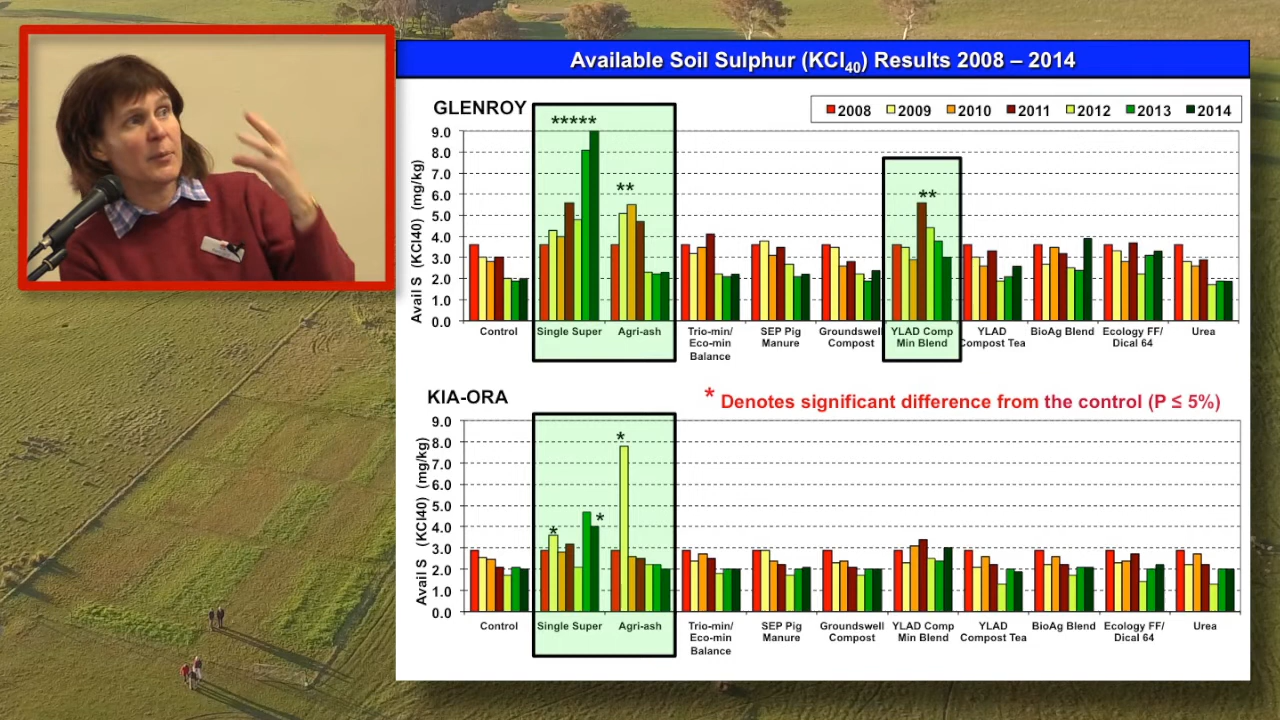 Available Soil Sulphur (KCl40) Results 2008 – 2014
GLENROY
2008 2009 2010 2011 2012 2013 2014
Avail S (KCl40) (mg/kg)
9.0
8.0
7.0
6.0
5.0
4.0
3.0
2.0
1.0
0.0
*****
**
**
Control
Single Super
Agri-ash
Trio-min/
Eco-min
Balance
SEP Pig
Manure
Groundswell
Compost
YLAD Comp
Min Blend
YLAD
Compost Tea
BioAg Blend
Ecology FF/
Dical 64
Urea
KIA-ORA
* Denotes significant difference from the control (P ≤ 5%)
Avail S (KCl40) (mg/kg)
9.0
8.0
7.0
6.0
5.0
4.0
3.0
2.0
1.0
0.0
*
*
*
Control
Single Super
Agri-ash
Trio-min/
Eco-min
Balance
SEP Pig
Manure
Groundswell
Compost
YLAD Comp
Min Blend
YLAD
Compost Tea
BioAg Blend
Ecology FF/
Dical 64
Urea